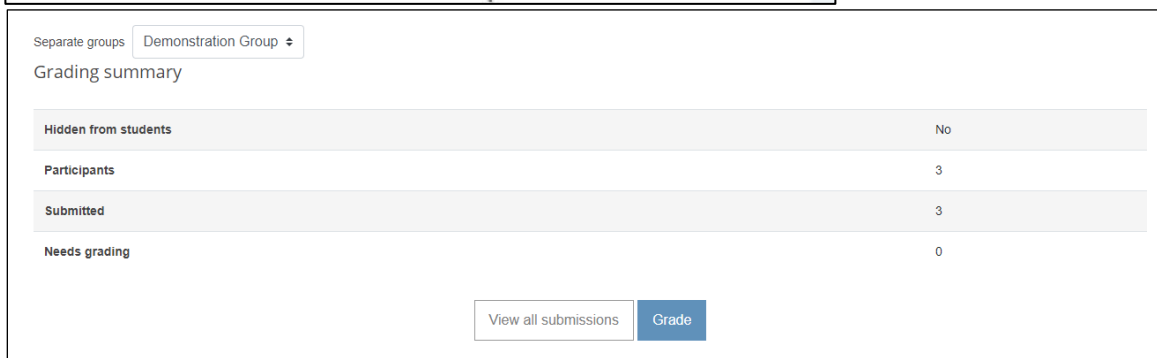 Separate groups Demonstration Group
Grading summary
Hidden from students No
Participants 3
Submitted 3
Needs grading 0
View all submissions Grade